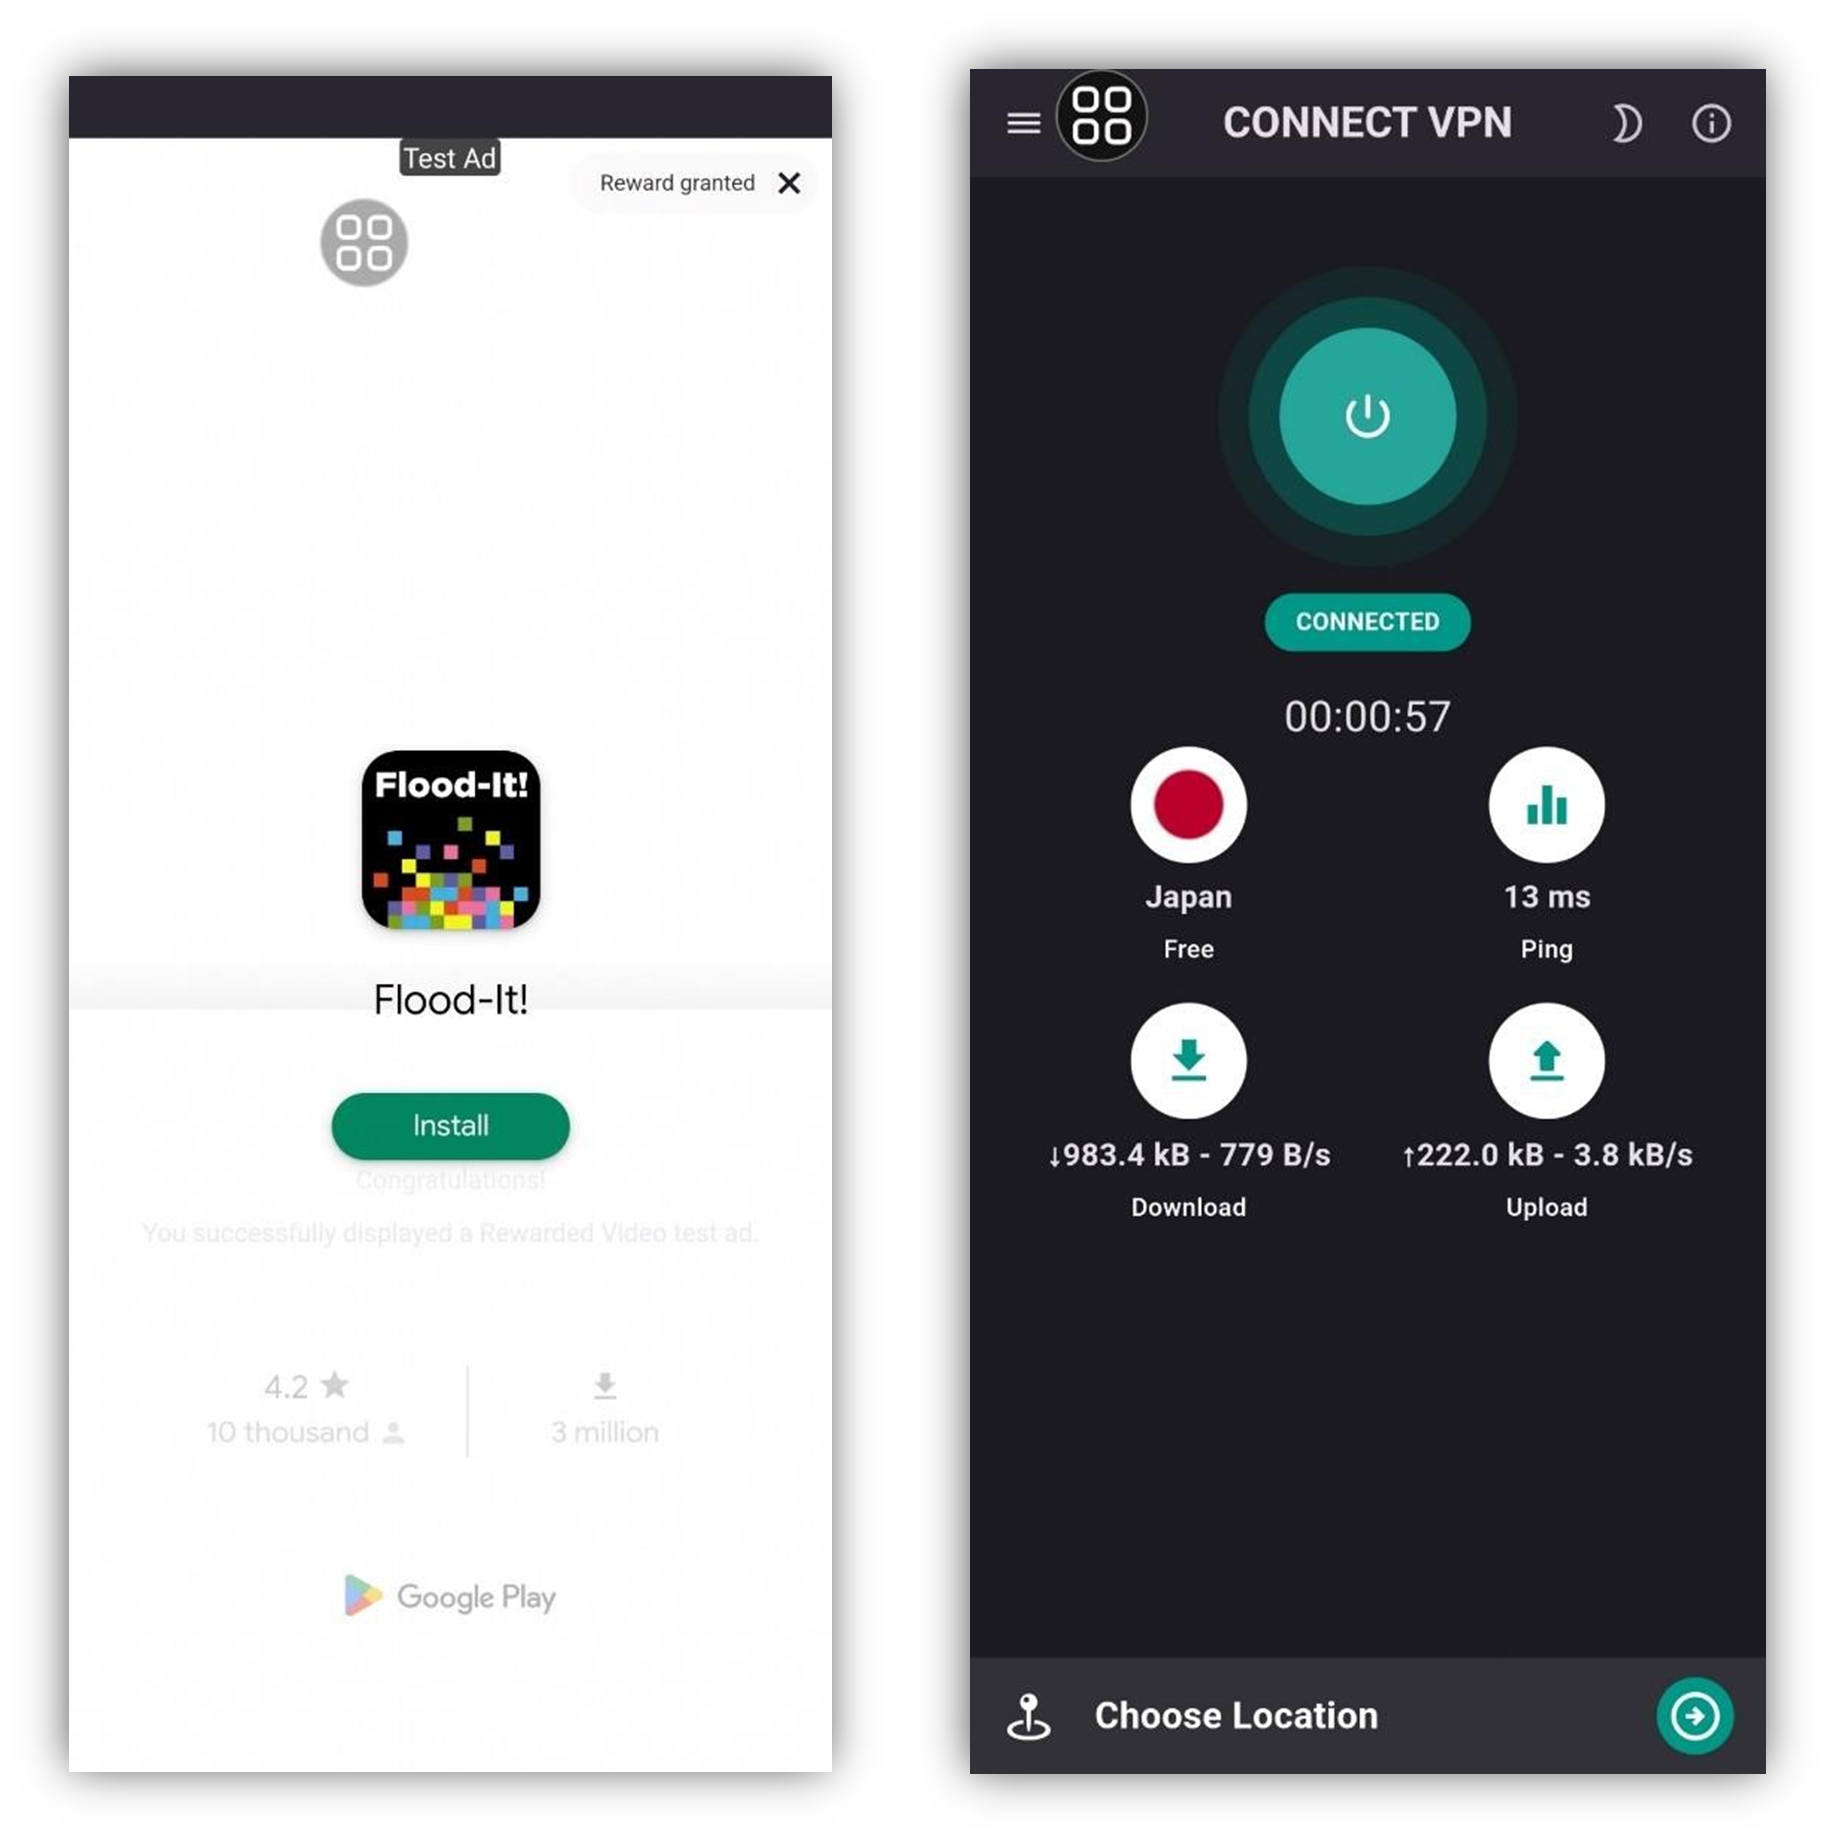 Test Ad
Reward granted
Flood-It!
Flood-It!
Install
Congratulations!
You successfully displayed a Rewarded Video test ad.
4.2
10 thousand
3 million
Google Play
CONNECT VPN
CONNECTED
00:00:57
Japan
Free
13 ms
Ping
↓983.4 kB - 779 B/s
Download
↑222.0 kB - 3.8 kB/s
Upload
Choose Location